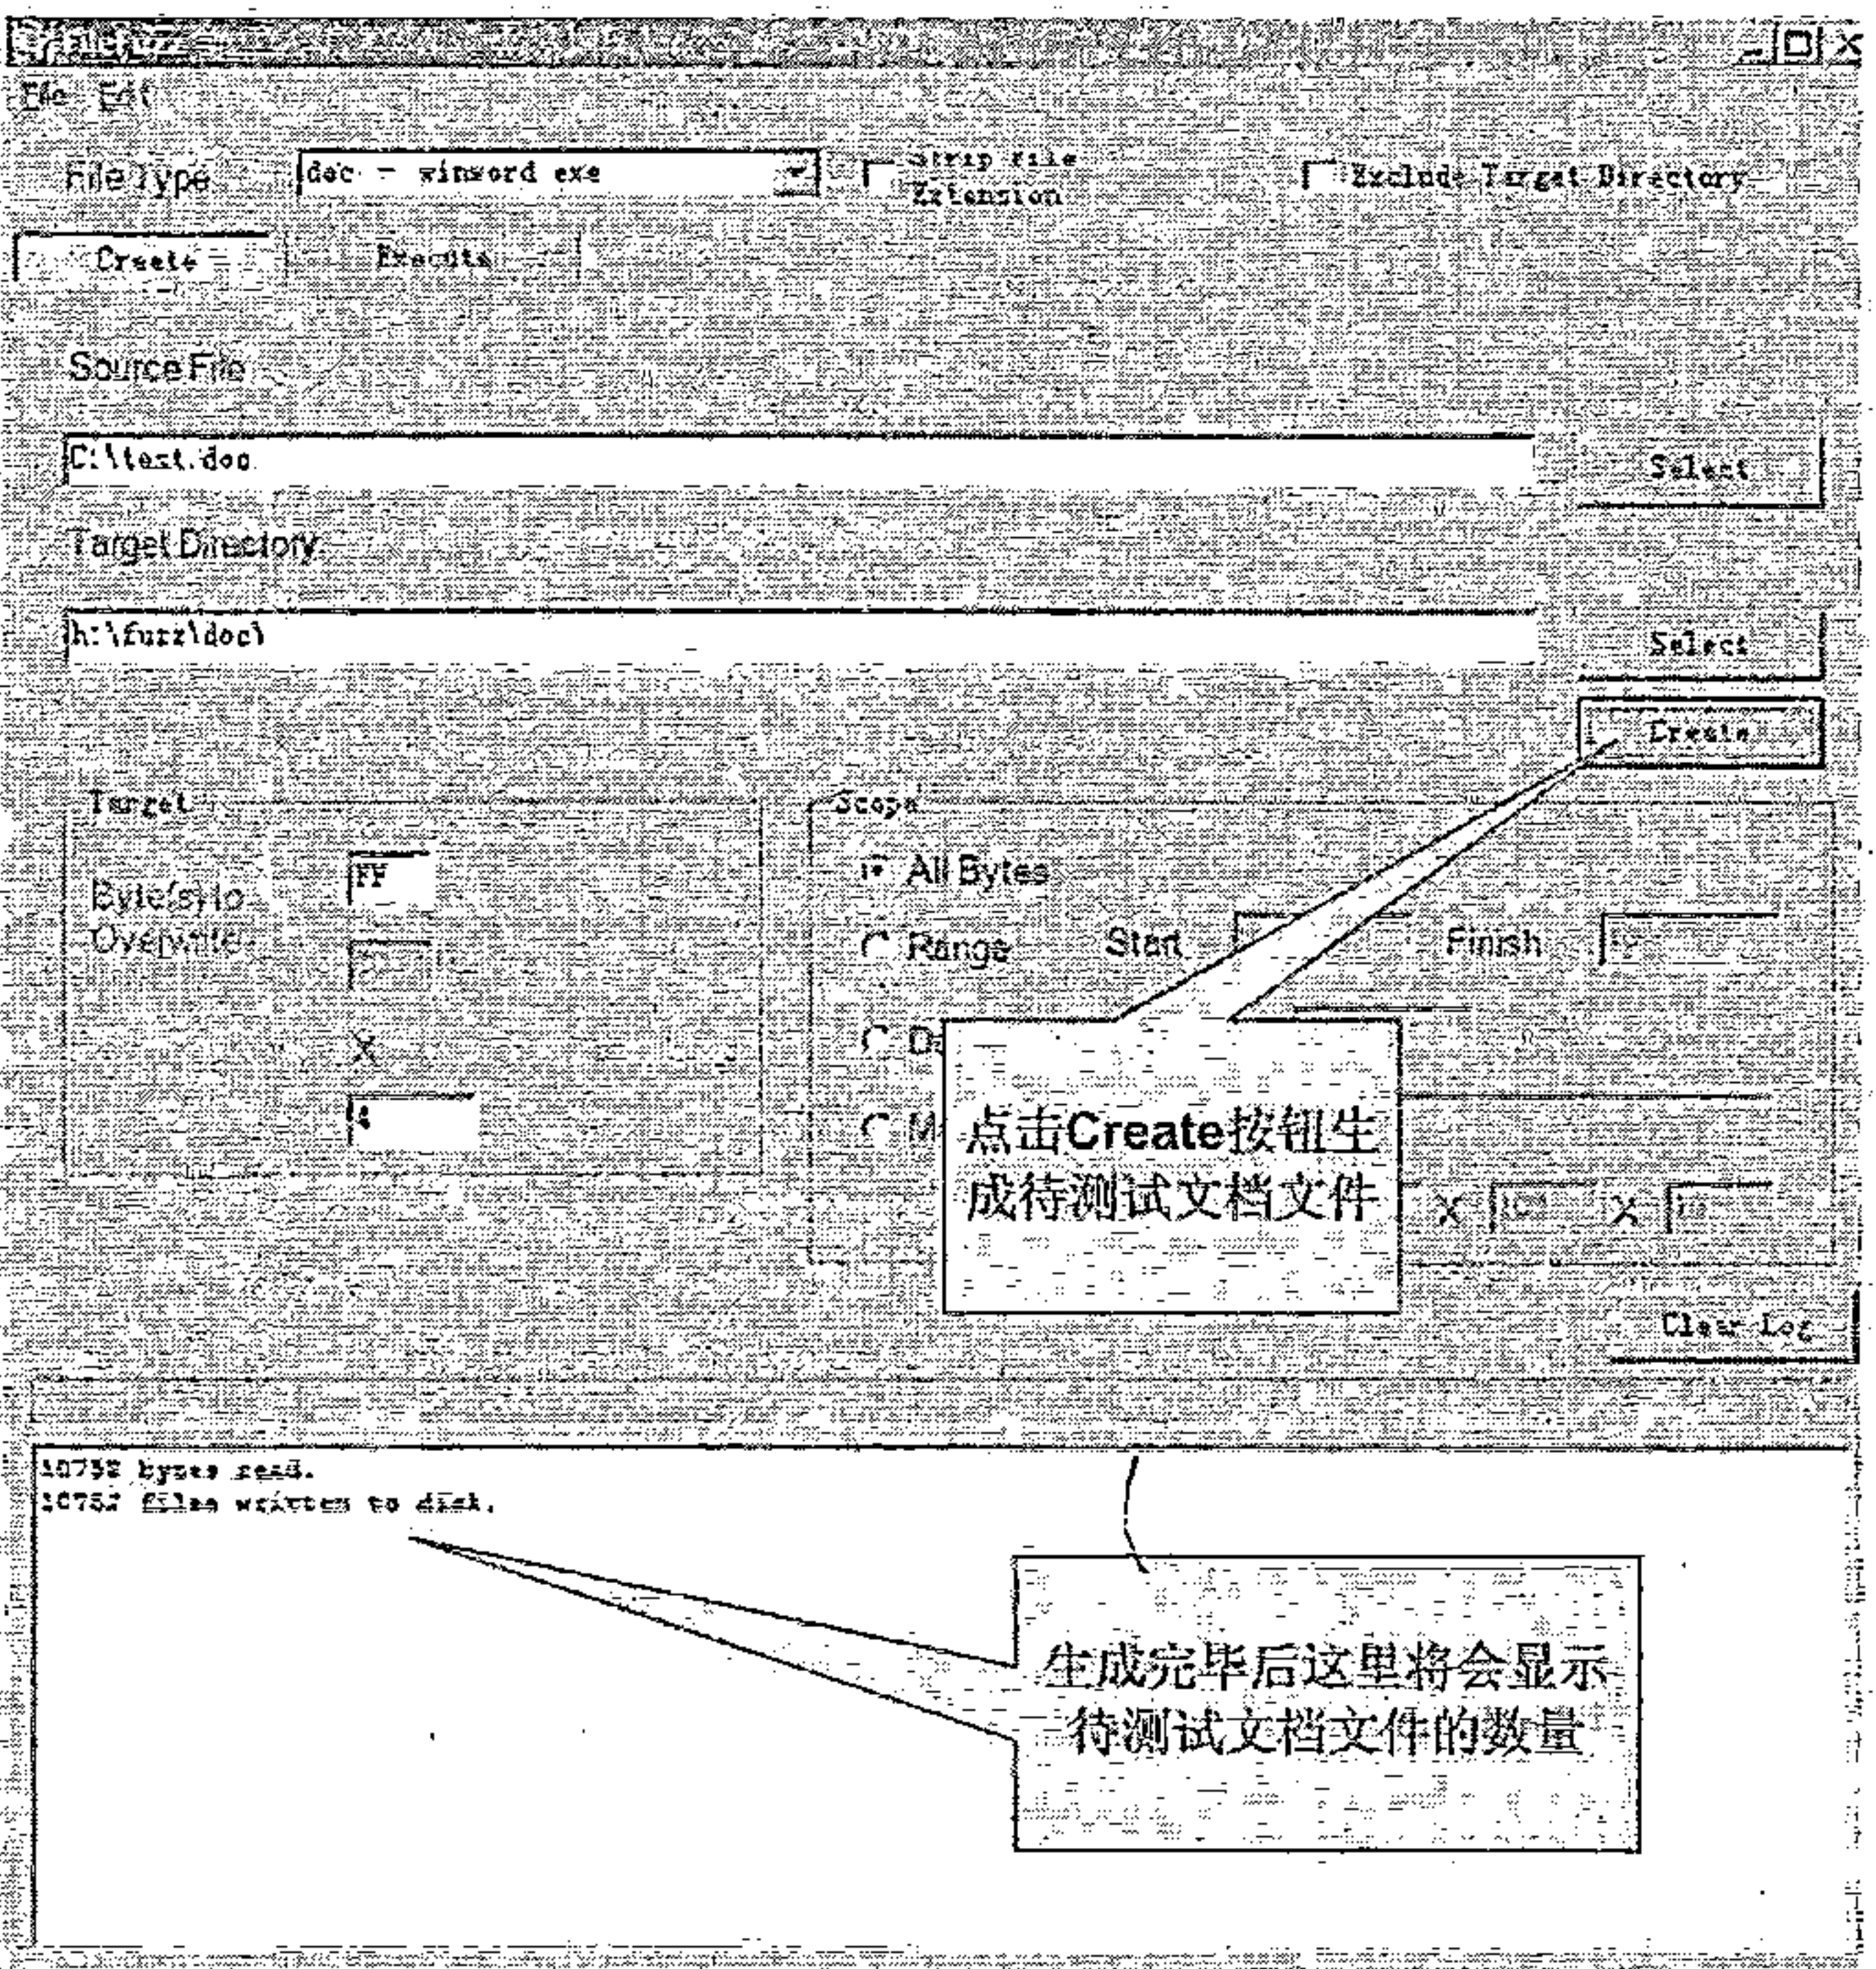 FileFuzz
File Edit
File Type
doc - winword exe
Strip File
Extension
Exclude Target Directory
Create
Execute
Source File
C:\test.doc
Select
Target Directory
h:\fuzz\doc\
Select
Create
Target
Byte(s) to
Overwrite
FF
X
4
Scope
All Bytes
Range
Start
Finish
点击Create按钮生
成待测试文档文件
X
X
10
Clear Log
bytes read.
files written to disk.
生成完毕后这里将会显示
待测试文档文件的数量